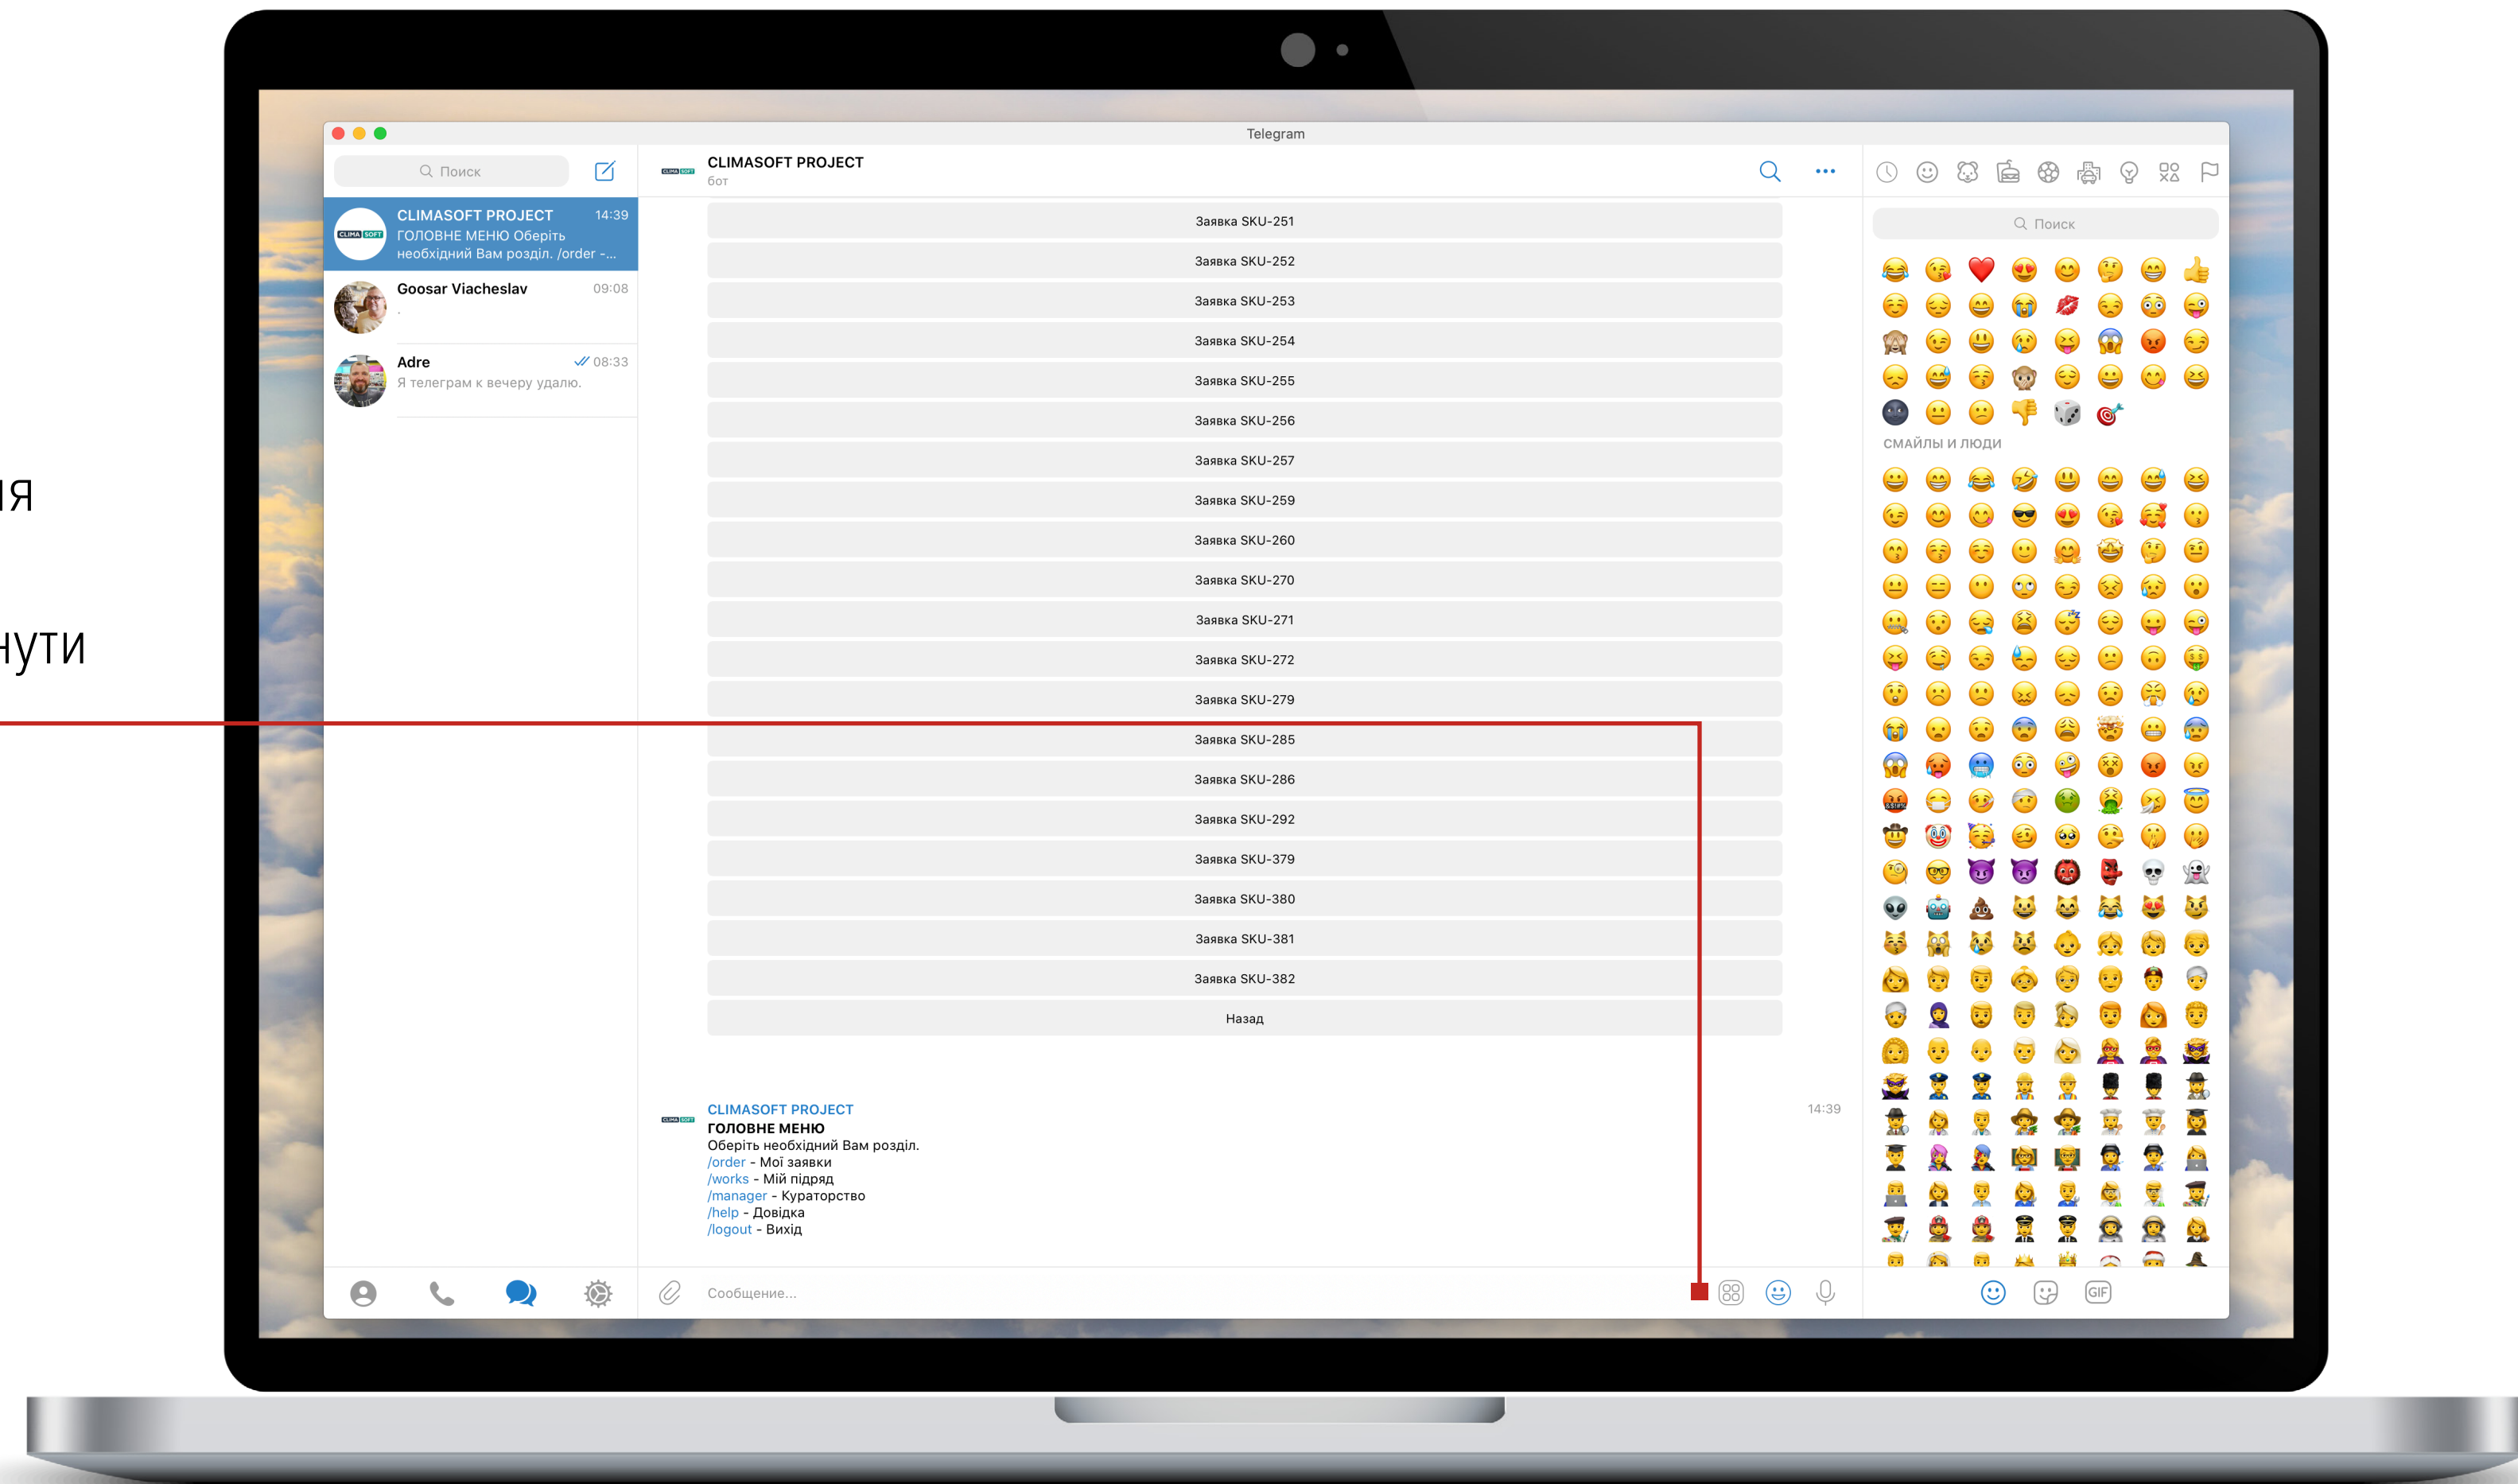 Telegram
Поиск
CLIMASOFT PROJECT 14:39
ГОЛОВНЕ МЕНЮ Оберіть
необхідний Вам розділ. /order -...
CLIMA SOFT
Goosar Viacheslav 09:08
.
Adre 08:33
Я телеграм к вечеру удалю.
ня
нути
CLIMA SOFT
CLIMASOFT PROJECT
бот
Заявка SKU-251
Заявка SKU-252
Заявка SKU-253
Заявка SKU-254
Заявка SKU-255
Заявка SKU-256
Заявка SKU-257
Заявка SKU-259
Заявка SKU-260
Заявка SKU-270
Заявка SKU-271
Заявка SKU-272
Заявка SKU-279
Заявка SKU-285
Заявка SKU-286
Заявка SKU-292
Заявка SKU-379
Заявка SKU-380
Заявка SKU-381
Заявка SKU-382
Назад
CLIMA SOFT
CLIMASOFT PROJECT 14:39
ГОЛОВНЕ МЕНЮ
Оберіть необхідний Вам розділ.
/order - Мої заявки
/works - Мій підряд
/manager - Кураторство
/help - Довідка
/logout - Вихід
Сообщение...
Поиск
СМАЙЛЫ И ЛЮДИ
GIF